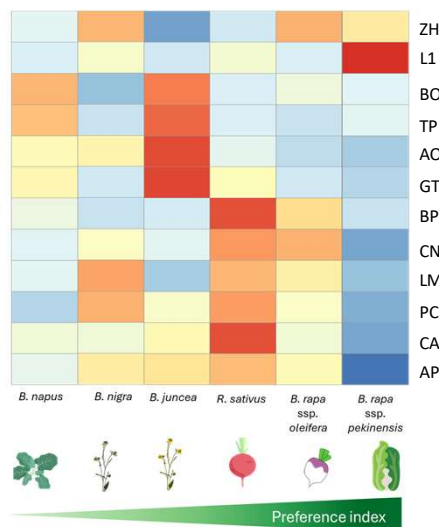 ZH
L1
BO
TP
AO
GT
BP
CN
LM
PC
CA
AP
B. napus B. nigra B. juncea R. sativus B. rapa ssp. oleifera B. rapa ssp. pekinensis
Preference index